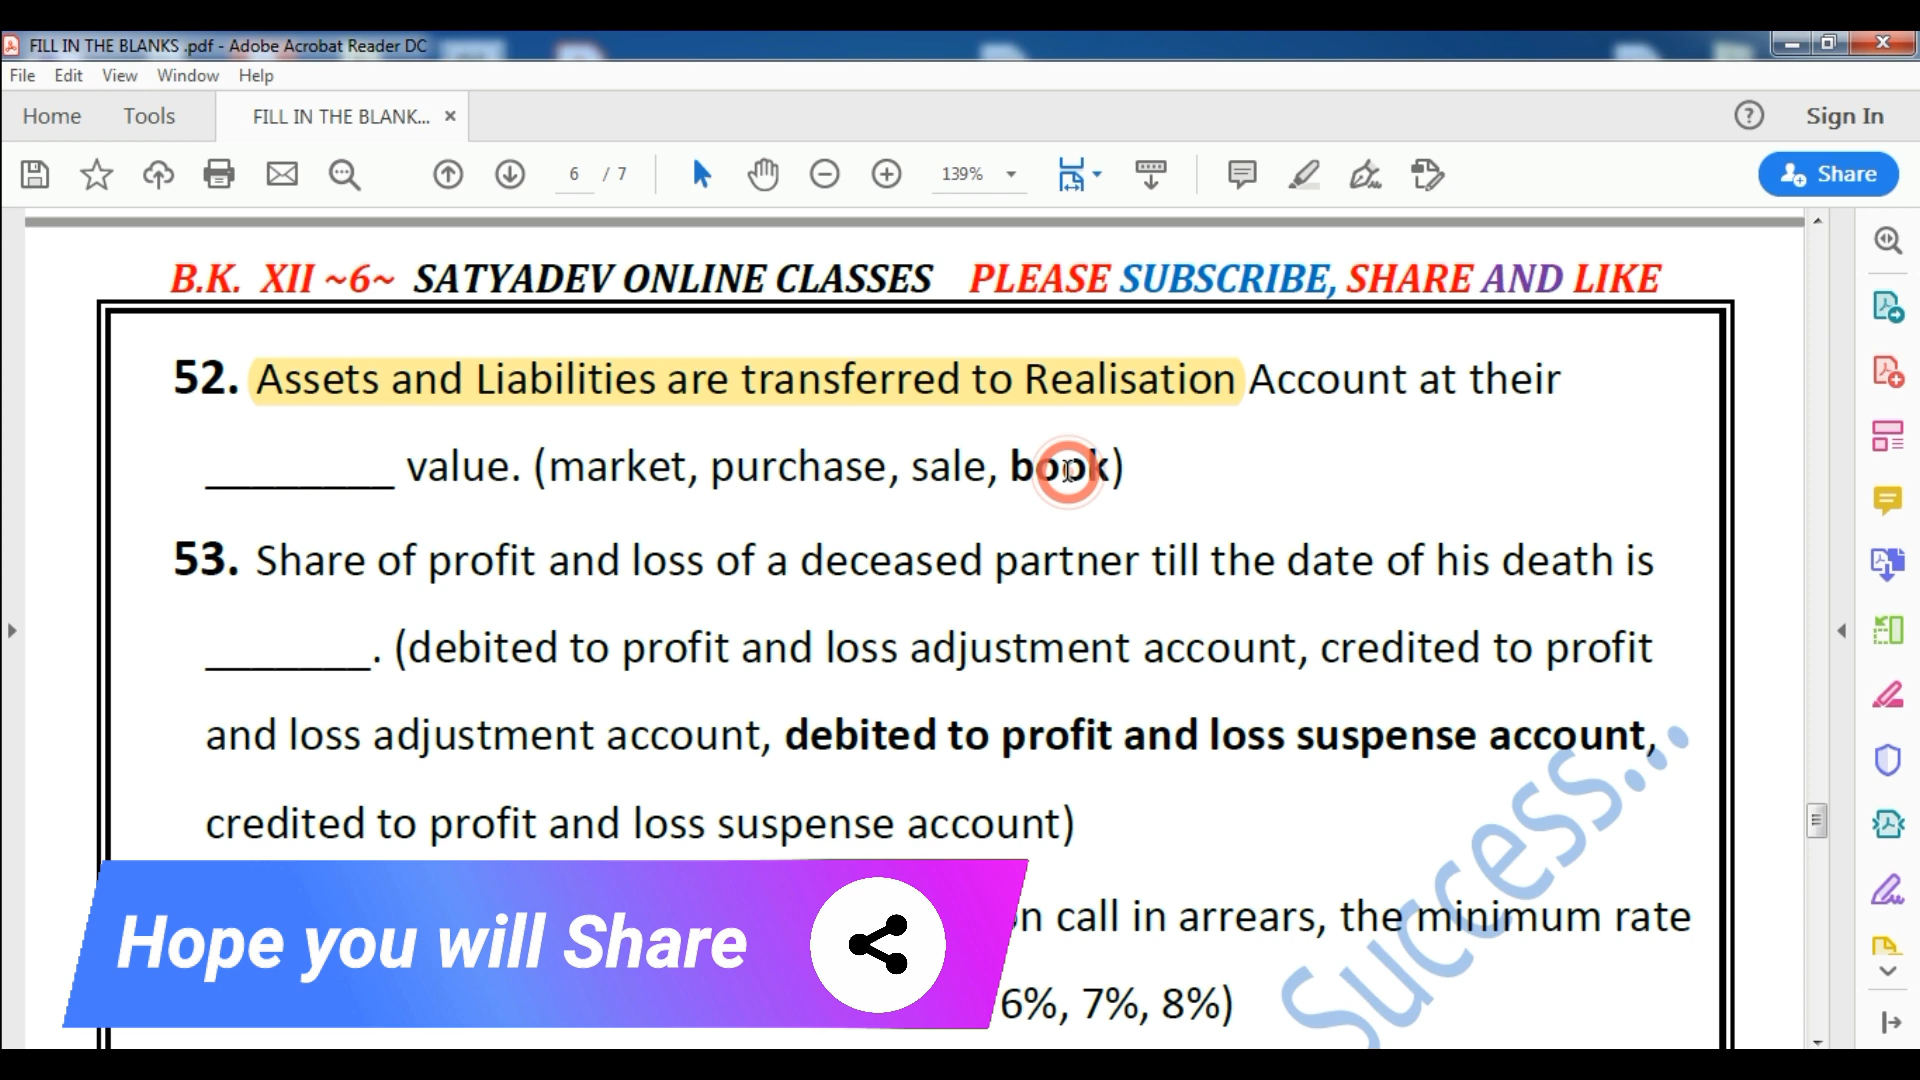 FILL IN THE BLANKS .pdf - Adobe Acrobat Reader DC
File Edit View Window Help
Home Tools FILL IN THE BLANK... × Sign In
6 / 7 139% Share
B.K. XII ~6~ SATYADEV ONLINE CLASSES PLEASE SUBSCRIBE, SHARE AND LIKE
52. Assets and Liabilities are transferred to Realisation Account at their
________ value. (market, purchase, sale, book)
53. Share of profit and loss of a deceased partner till the date of his death is
_______. (debited to profit and loss adjustment account, credited to profit
and loss adjustment account, debited to profit and loss suspense account,
credited to profit and loss suspense account)
call in arrears, the minimum rate
6%, 7%, 8%)
Hope you will Share
Success...